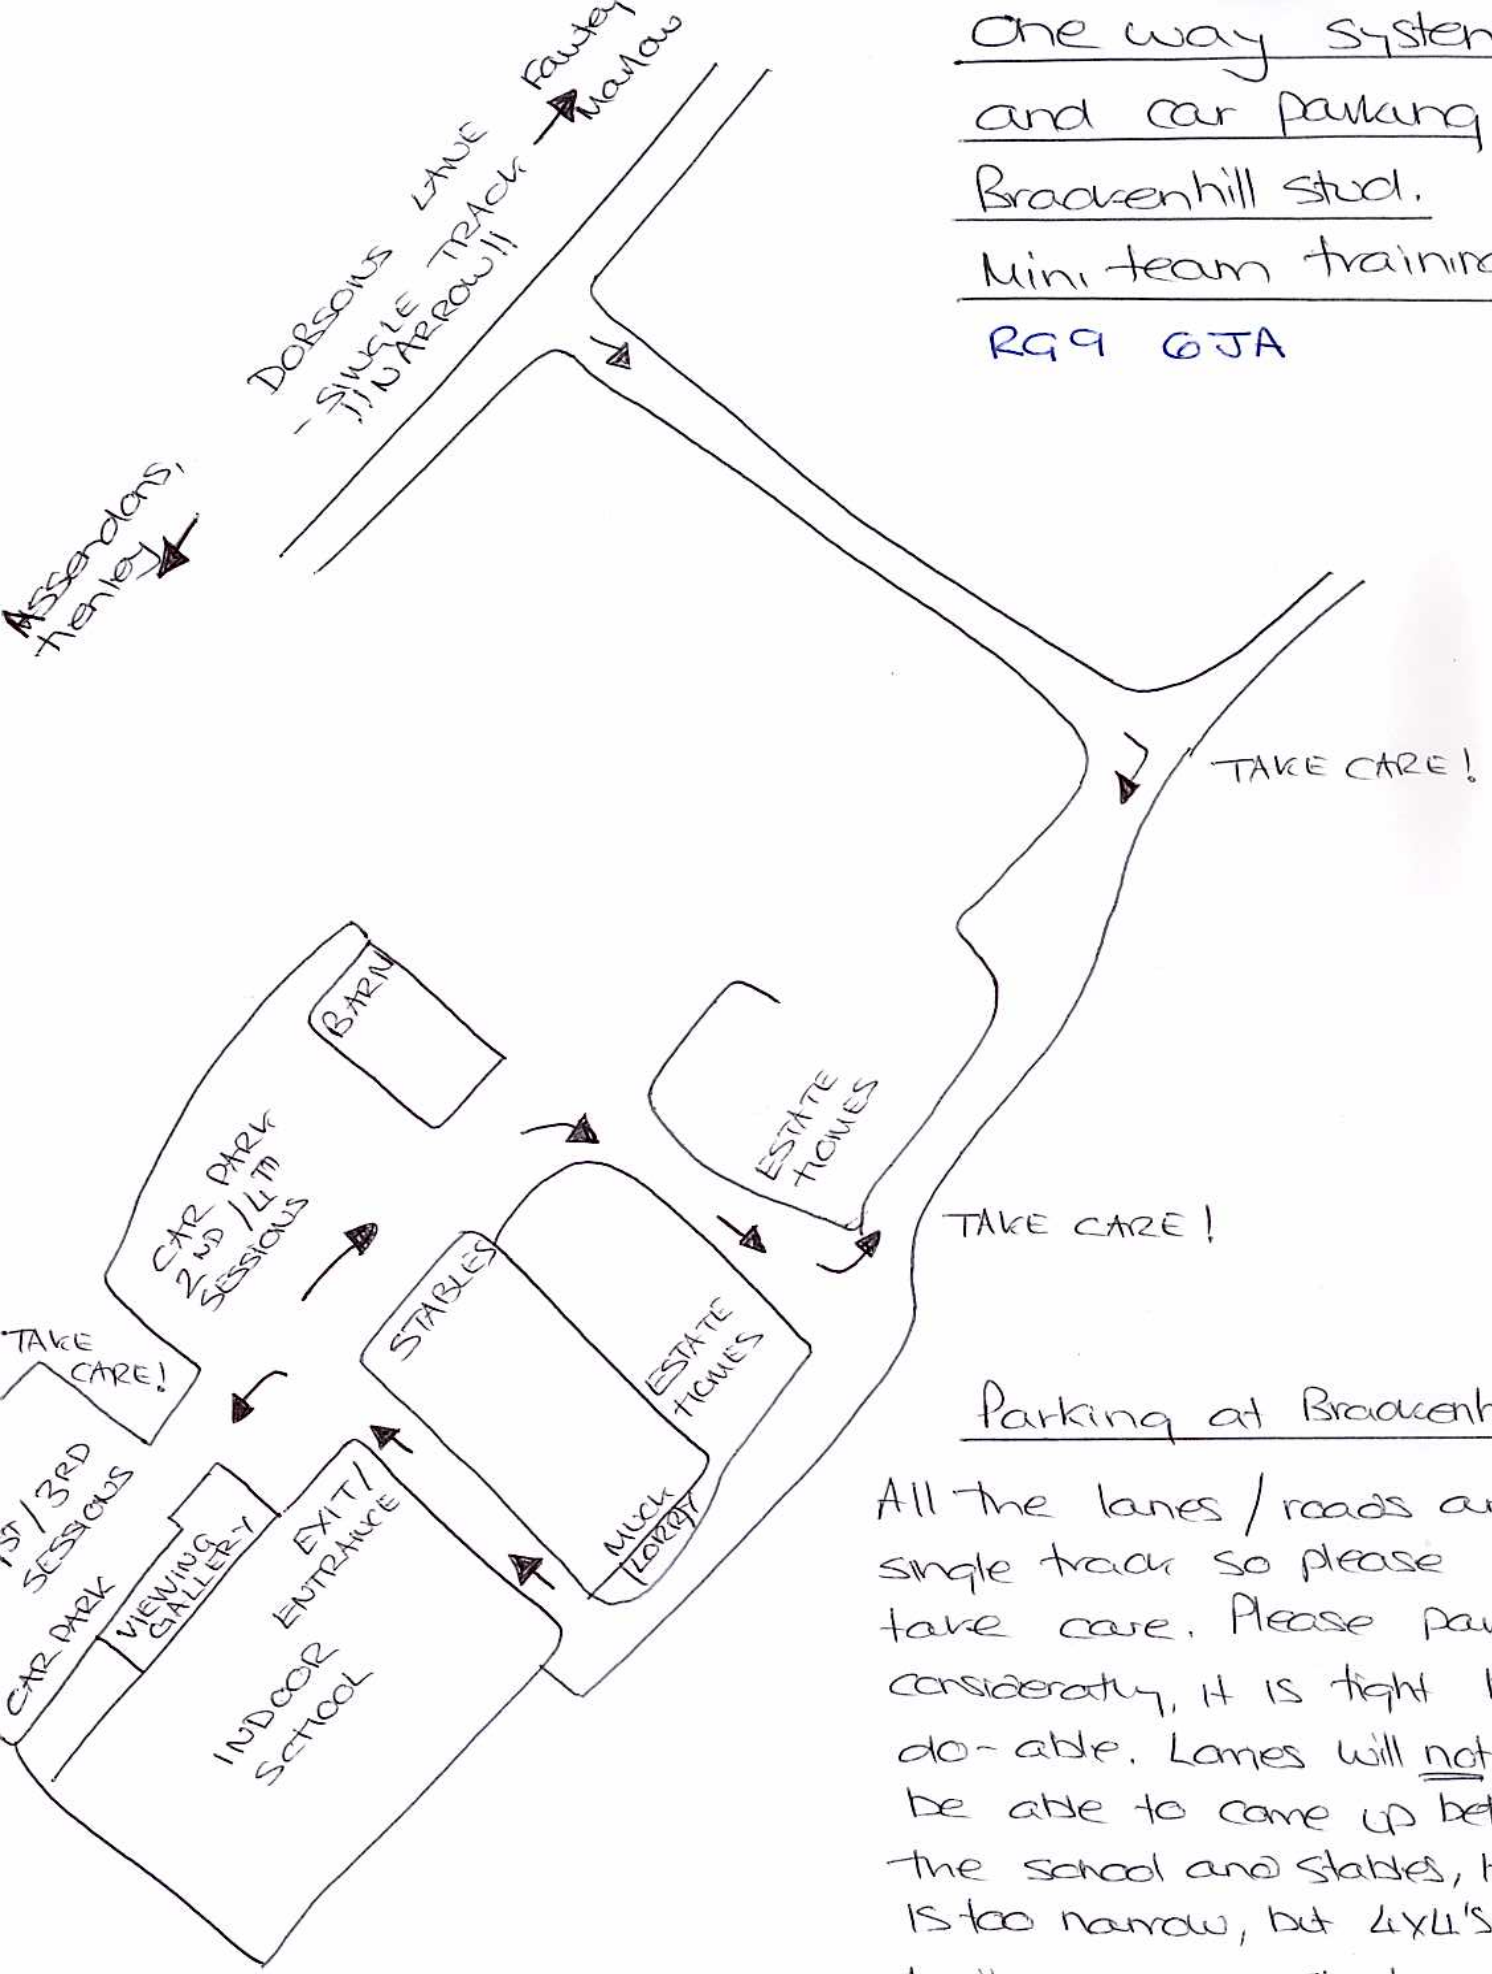 One way system
and car parking
Brackenhill stud.
Mini team training
RG9 6JA
Fawley
Marlow
DOBSONS LANE
- SINGLE TRACK
!! NARROW!!
Assendons,
Henley
TAKE CARE!
BARN
ESTATE
HOMES
CAR PARK
2ND/4TH
SESSIONS
TAKE CARE!
STABLES
ESTATE
HOMES
TAKE
CARE!
MUCK
LORRY
1ST/3RD
SESSIONS
CAR PARK
VIEWING
GALLERY
EXIT/
ENTRANCE
INDOOR
SCHOOL
Parking at
All the lanes/roads
single track so please
take care. Please
considerately, it is tight
do-able. Lorries will not
be able to come up
the school and stables,
is too narrow, but 4x4's